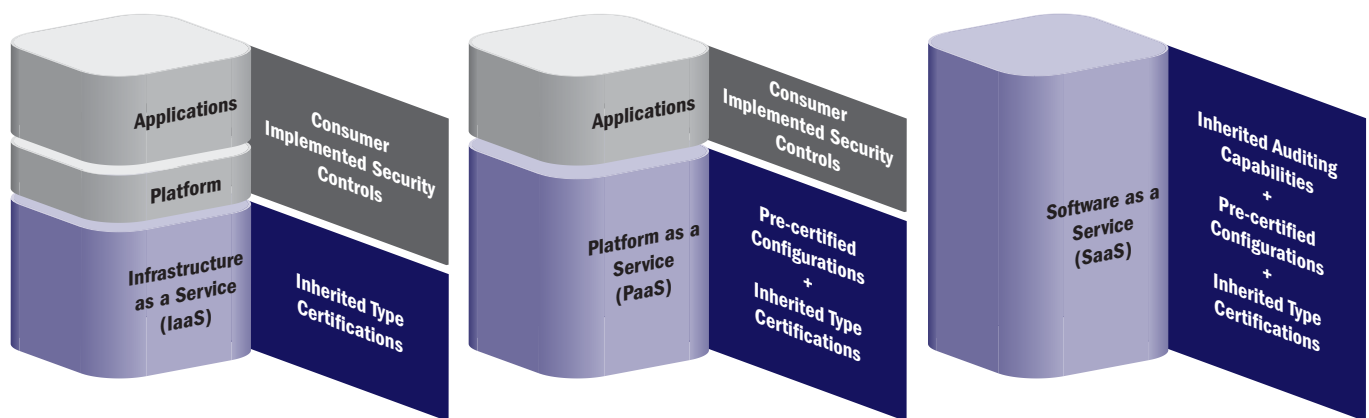 Applications
Platform
Infrastructure
as a Service
(IaaS)
Consumer
Implemented Security
Controls
Inherited Type
Certifications
Applications
Platform as a
Service
(PaaS)
Consumer
Implemented Security
Controls
Pre-certified
Configurations
+
Inherited Type
Certifications
Software as a
Service
(SaaS)
Inherited Auditing
Capabilities
+
Pre-certified
Configurations
+
Inherited Type
Certifications